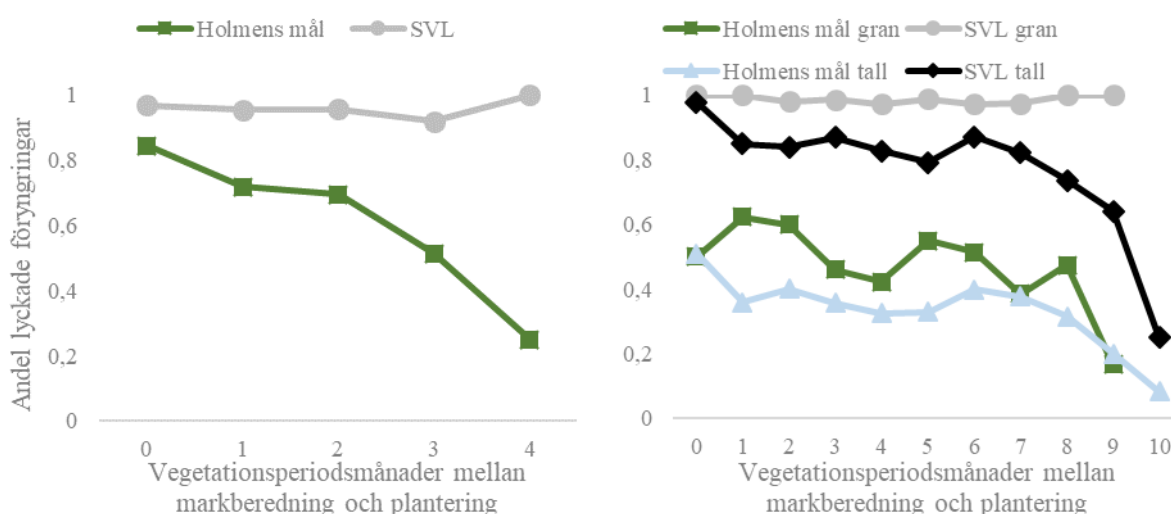 Holmens mål SVL
Andel lyckade föryngringar
1
0,8
0,6
0,4
0,2
0
0 1 2 3 4
Vegetationsperiodsmånader mellan
markberedning och plantering
Holmens mål gran SVL gran
Holmens mål tall SVL tall
1
0,8
0,6
0,4
0,2
0
0 1 2 3 4 5 6 7 8 9 10
Vegetationsperiodsmånader mellan
markberedning och plantering